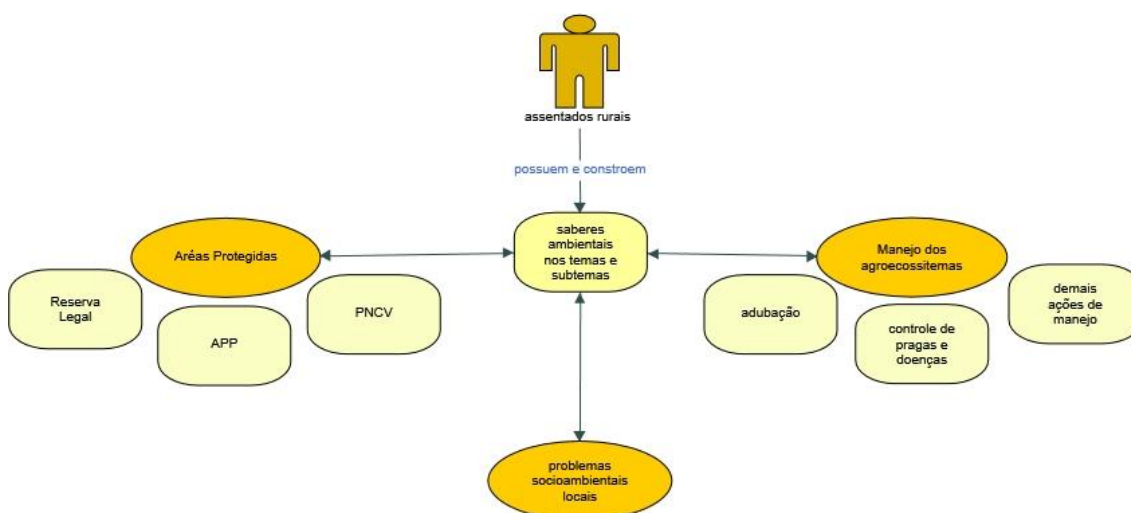 assentados rurais
possuem e constroem
saberes
ambientais
nos temas e
subtemas
Aréas Protegidas
Reserva
Legal
APP
PNCV
Manejo dos
agroecossitemas
adubação
controle de
pragas e
doenças
demais
ações de
manejo
problemas
socioambientais
locais